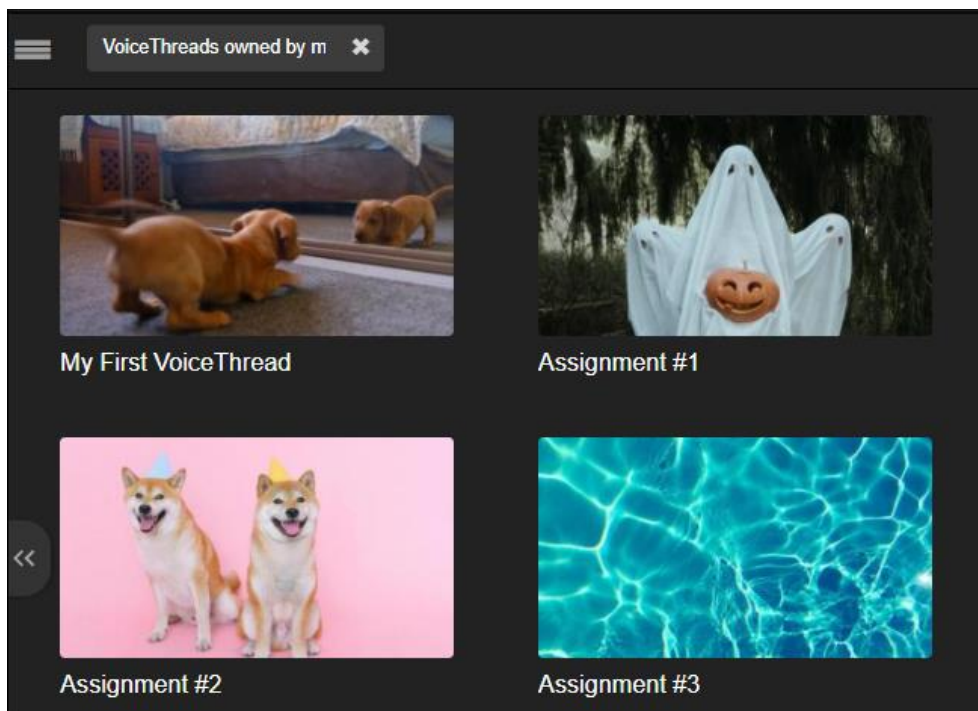 VoiceThreads owned by m
My First VoiceThread
Assignment #1
Assignment #2
Assignment #3